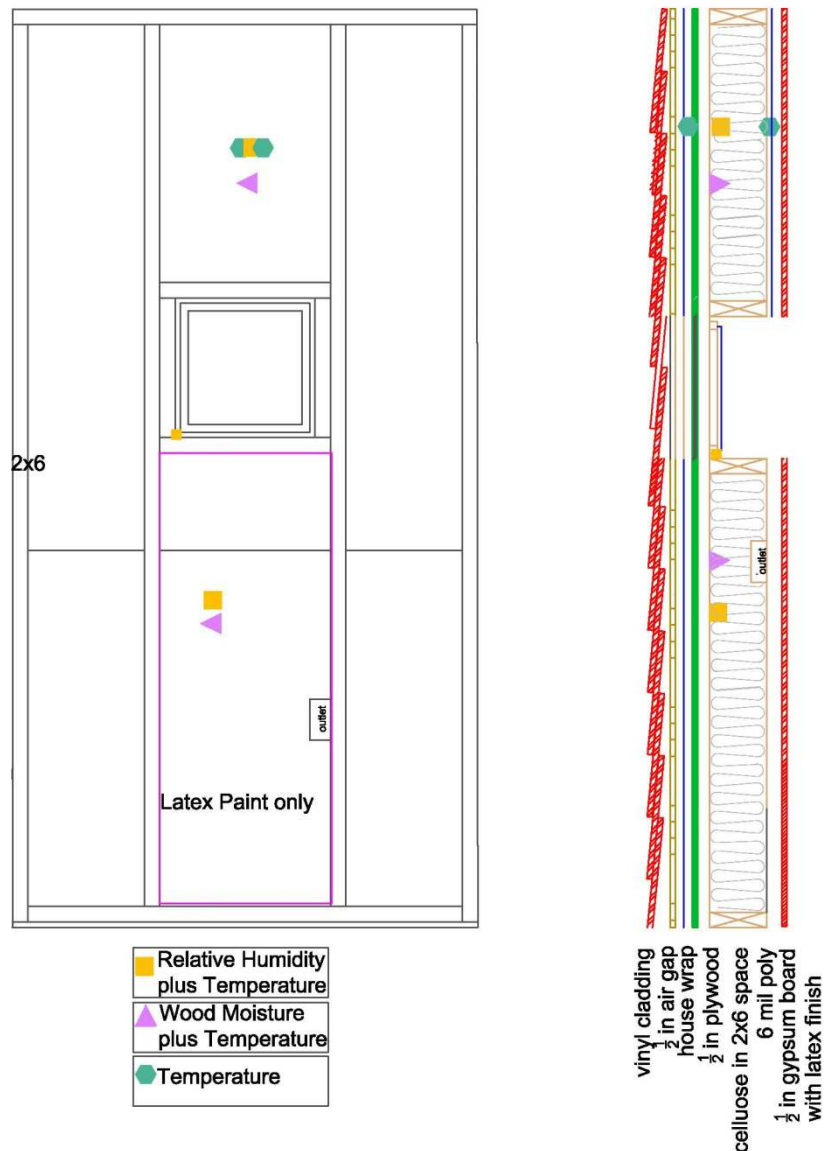 2x6
outlet
Latex Paint only
outlet
Relative Humidity
plus Temperature
Wood Moisture
plus Temperature
Temperature
vinyl cladding
1/2 in air gap
house wrap
1/2 in plywood
celluose in 2x6 space
6 mil poly
1/2 in gypsum board
with latex finish